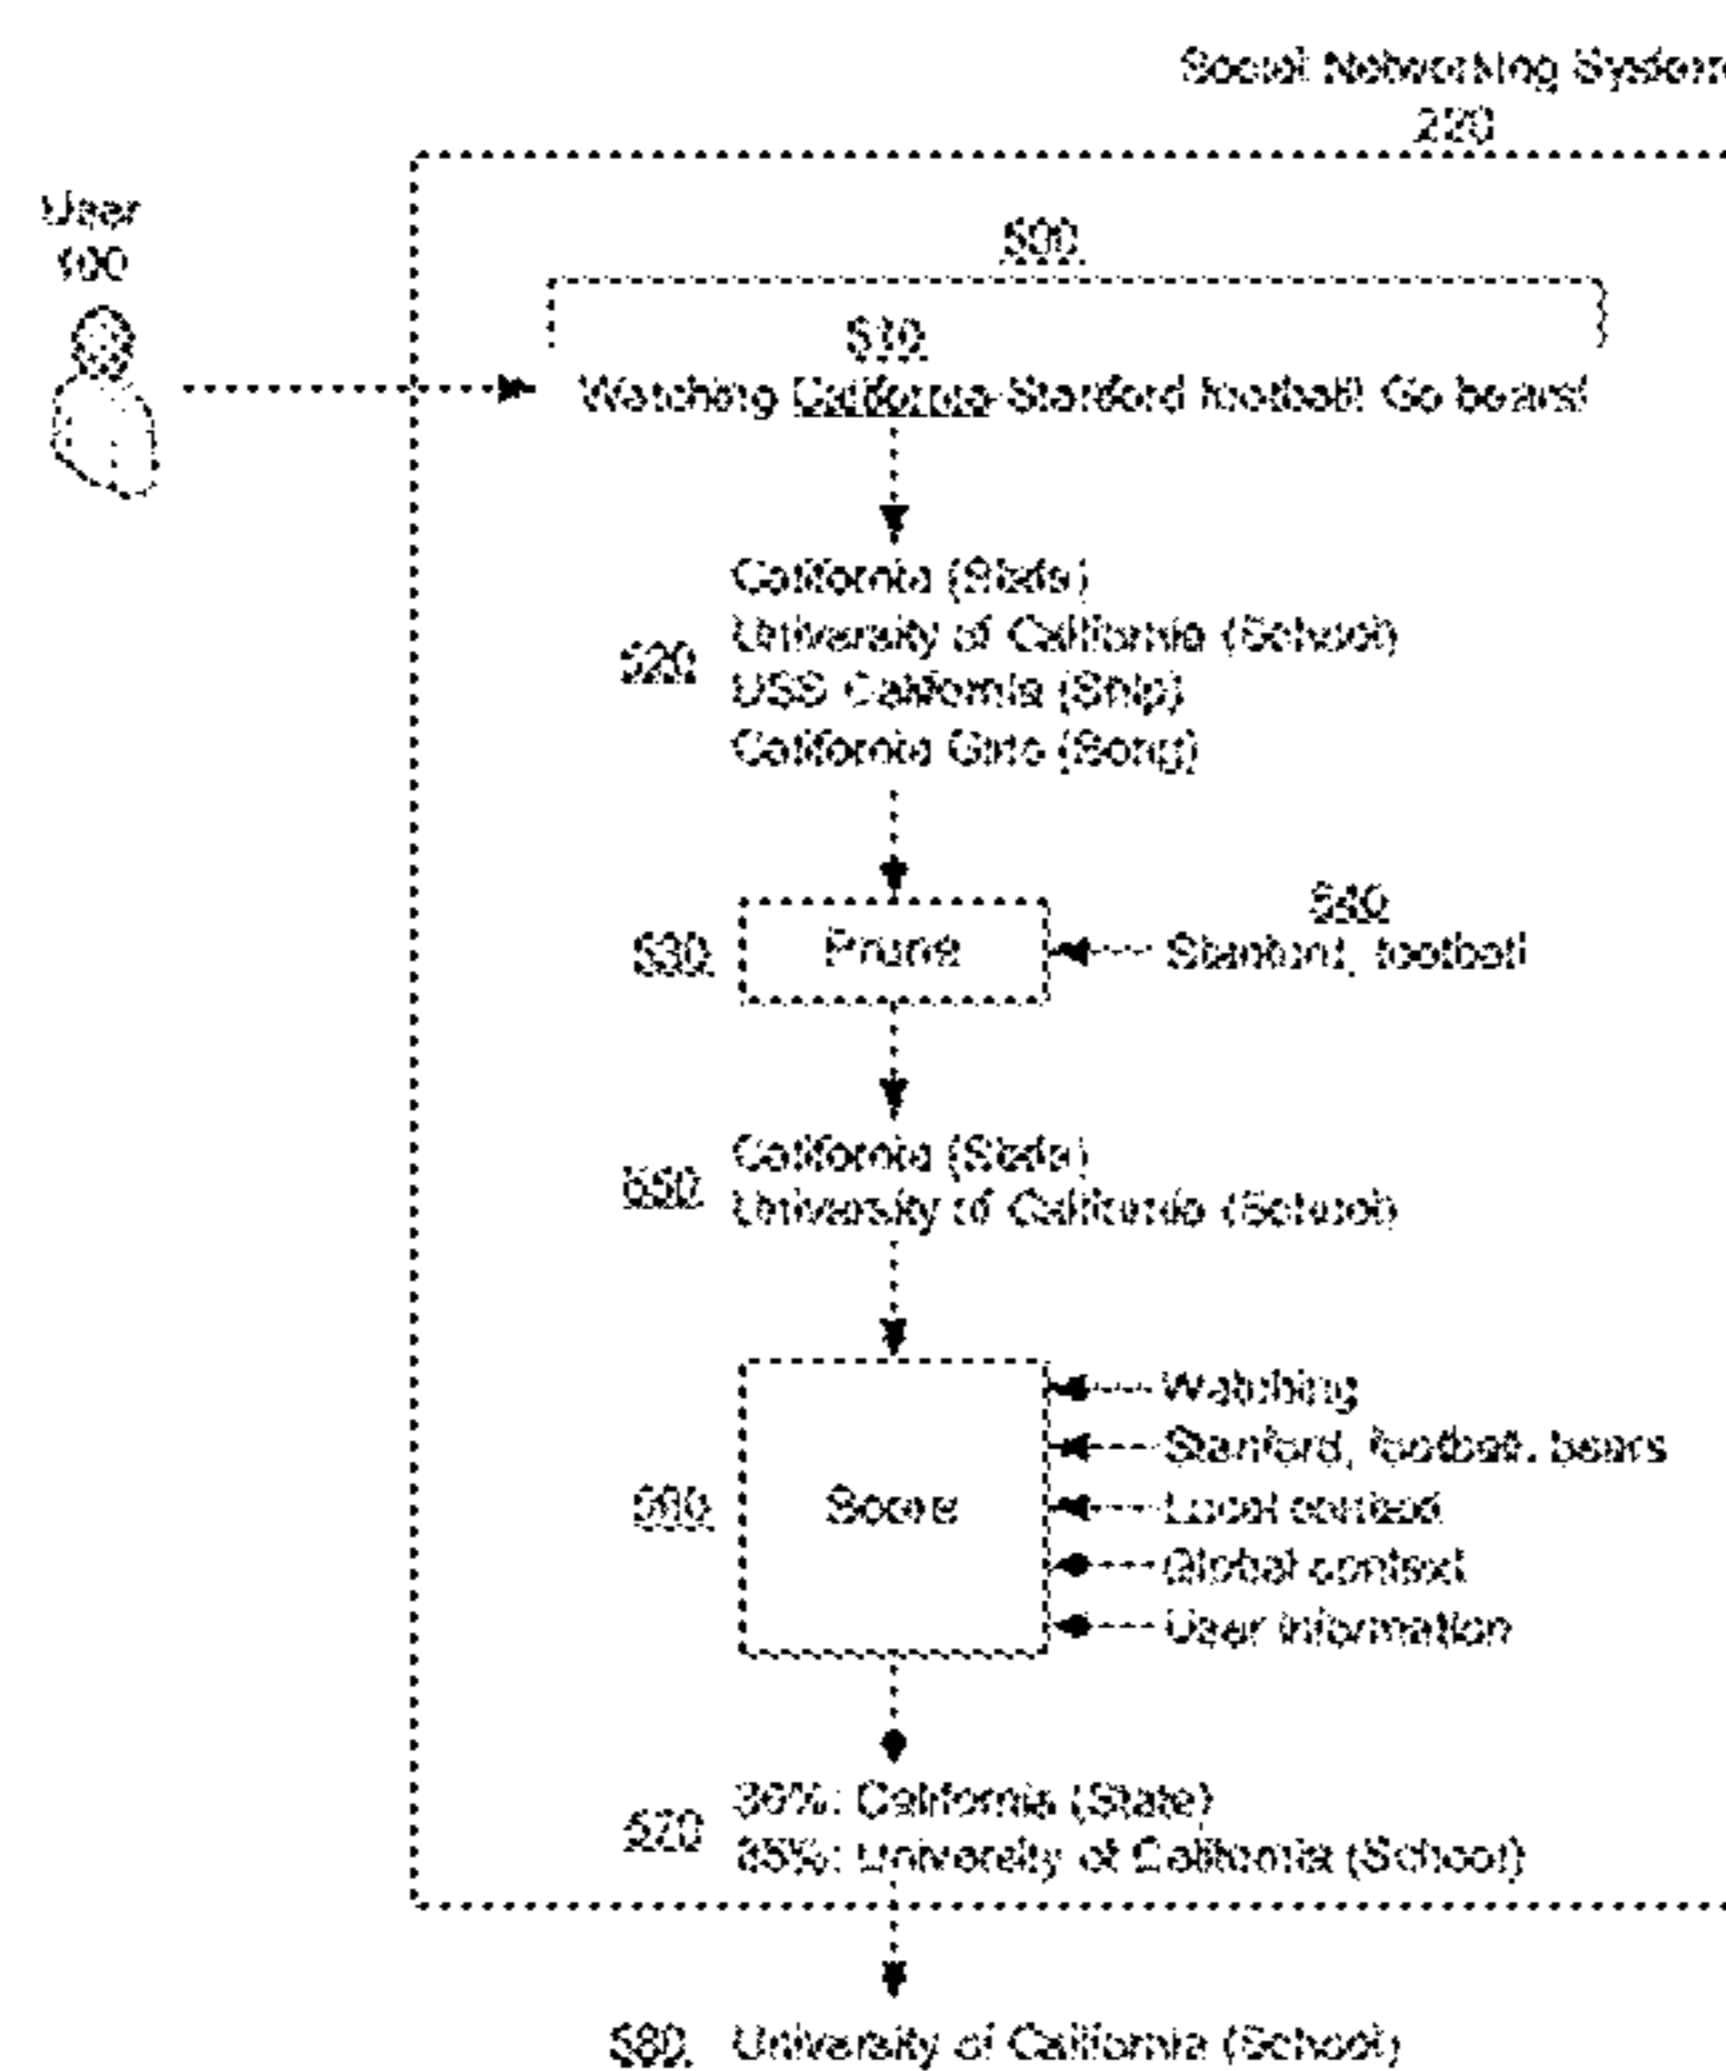 Social Networking System
220
User
100
500
510
Watching California-Stanford football! Go bears!
California (State)
University of California (School)
520
USS California (Ship)
California Girls (Song)
540
530
Prune
Stanford, football
California (State)
550
University of California (School)
Watching
Stanford, football, bears
560
Score
Local context
Global context
User information
California (State)
570
85%: University of California (School)
580
University of California (School)